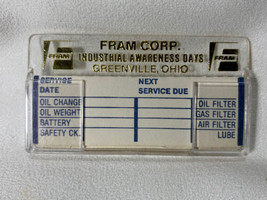 FRAM CORP.
FRAM INDUSTRIAL AWARENESS DAYS FRAM
GREENVILLE, OHIO
SERVICE NEXT
DATE SERVICE DUE
OIL CHANGE OIL FILTER
OIL WEIGHT GAS FILTER
BATTERY AIR FILTER
SAFETY CK. LUBE